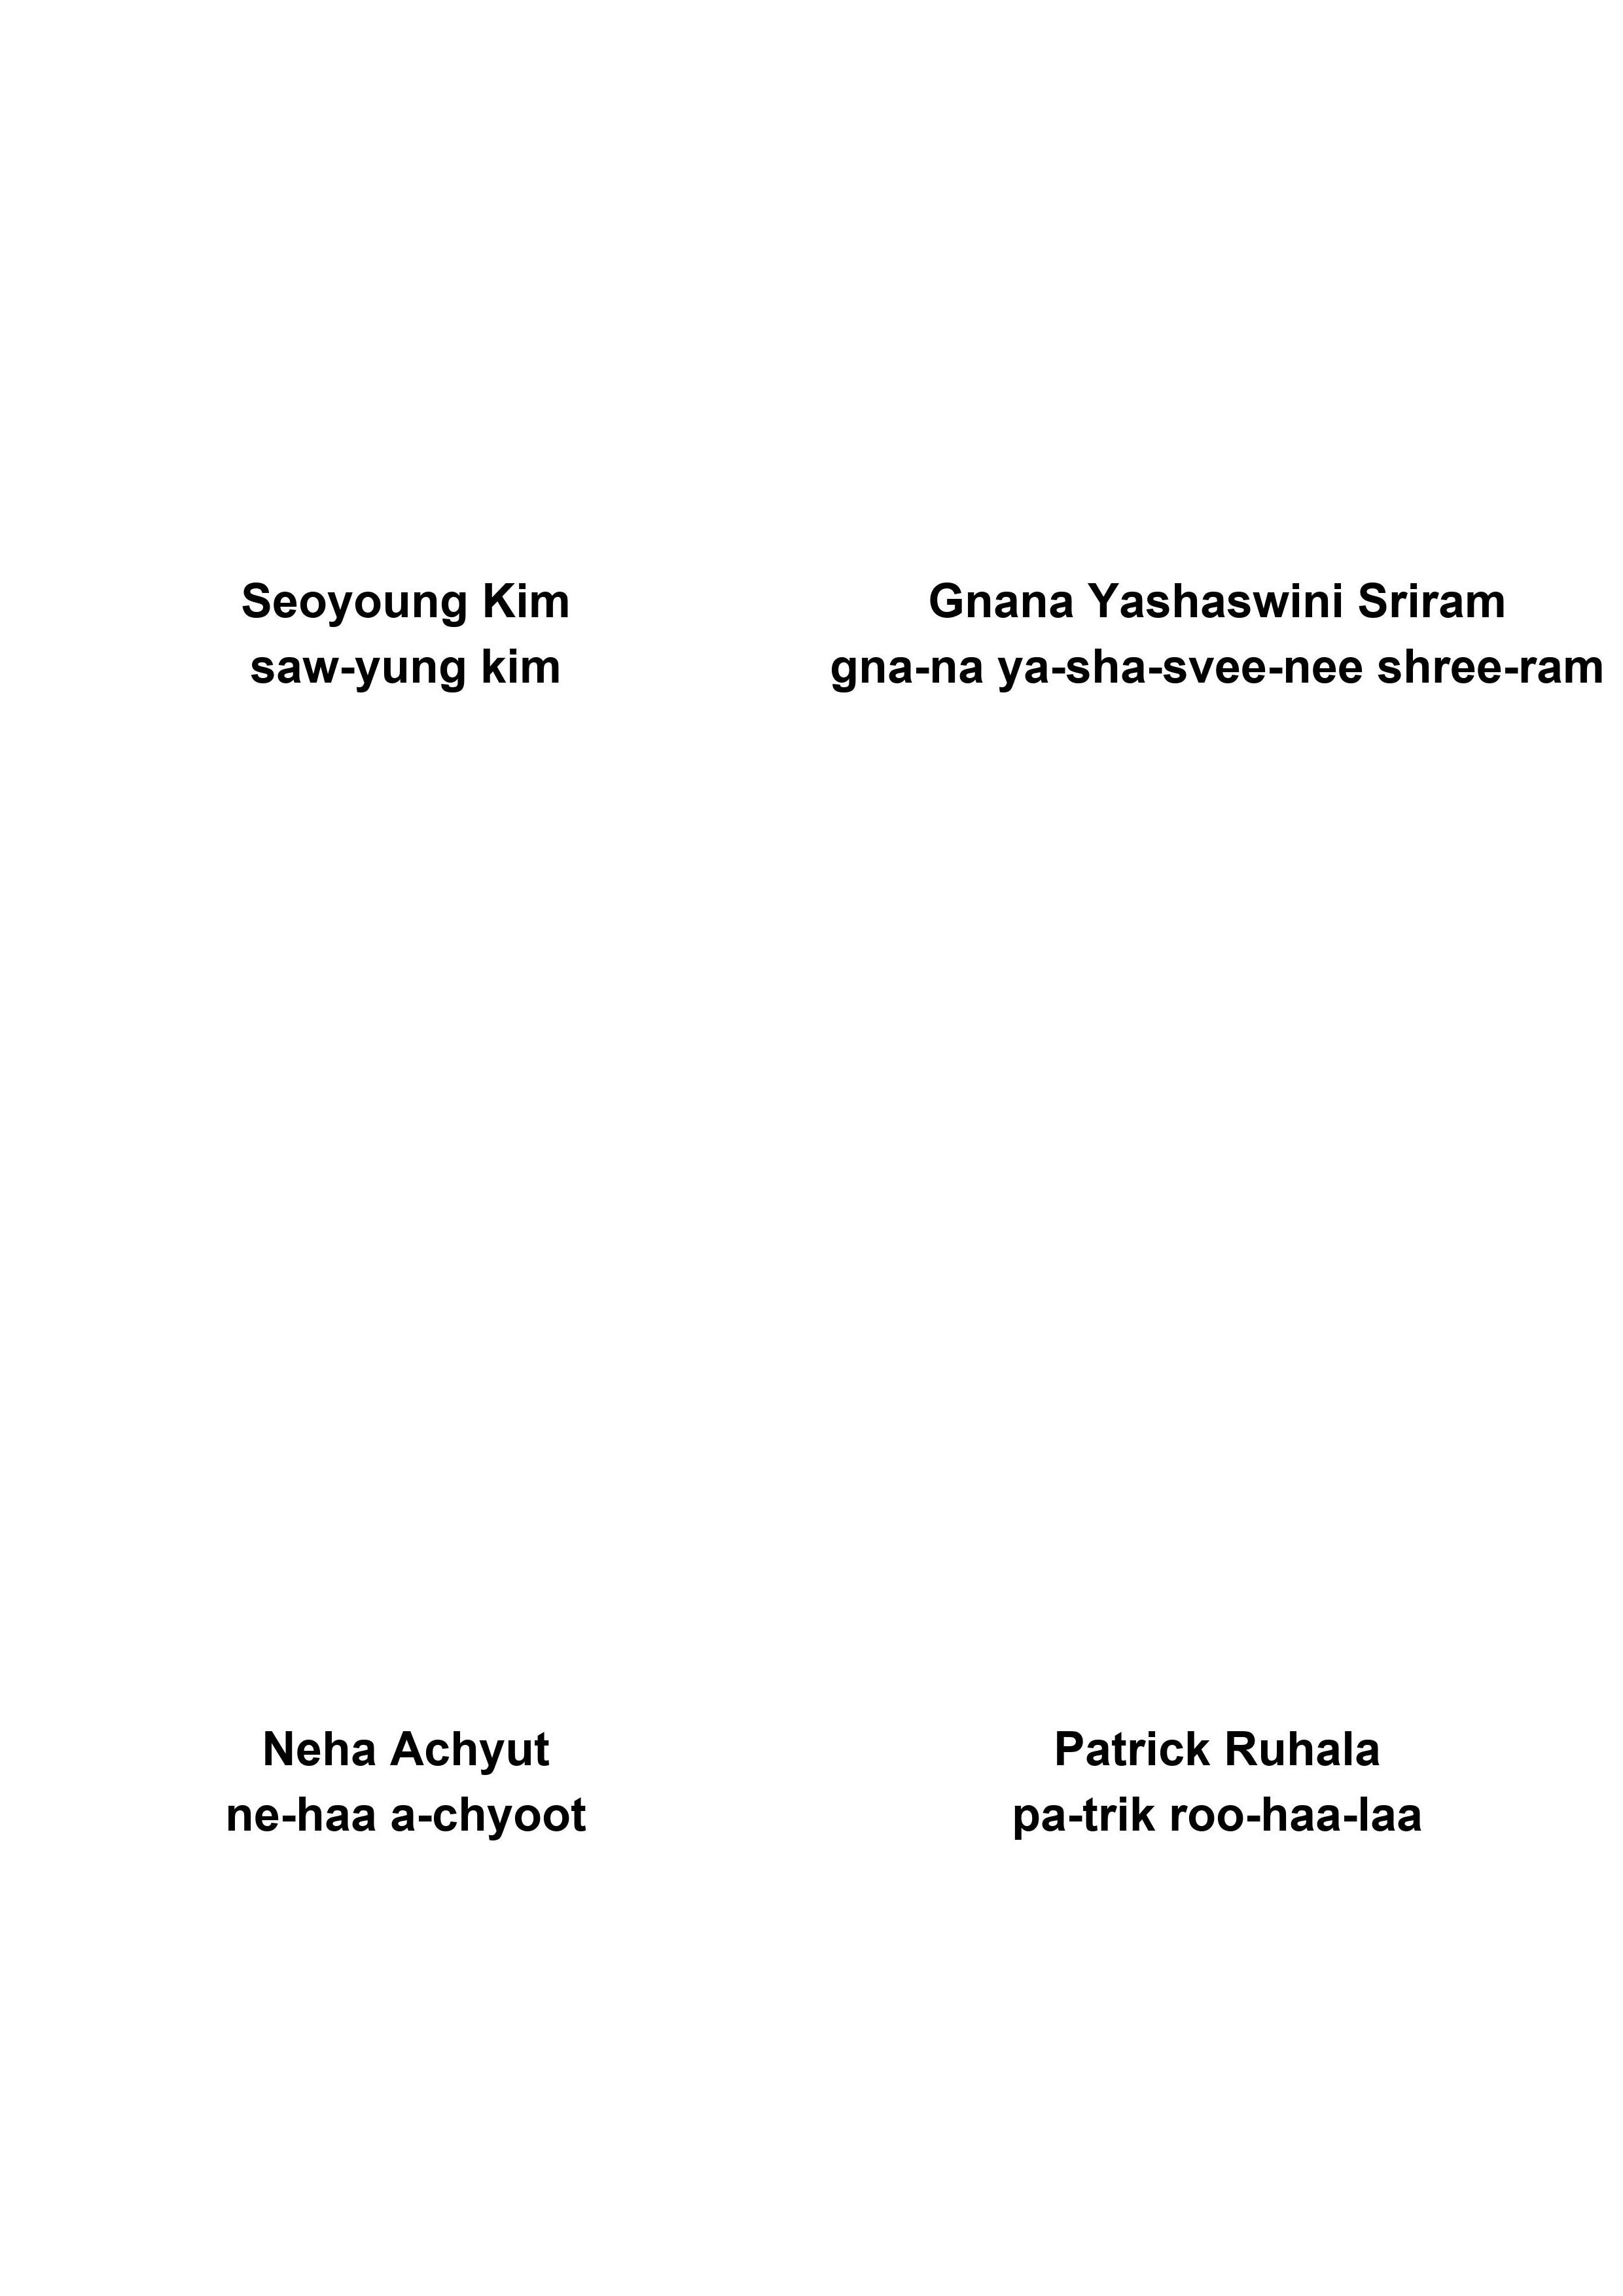 Seoyoung Kim
saw-yung kim
Gnana Yashaswini Sriram
gna-na ya-sha-svee-nee shree-ram
Neha Achyut
ne-haa a-chyoot
Patrick Ruhala
pa-trik roo-haa-laa